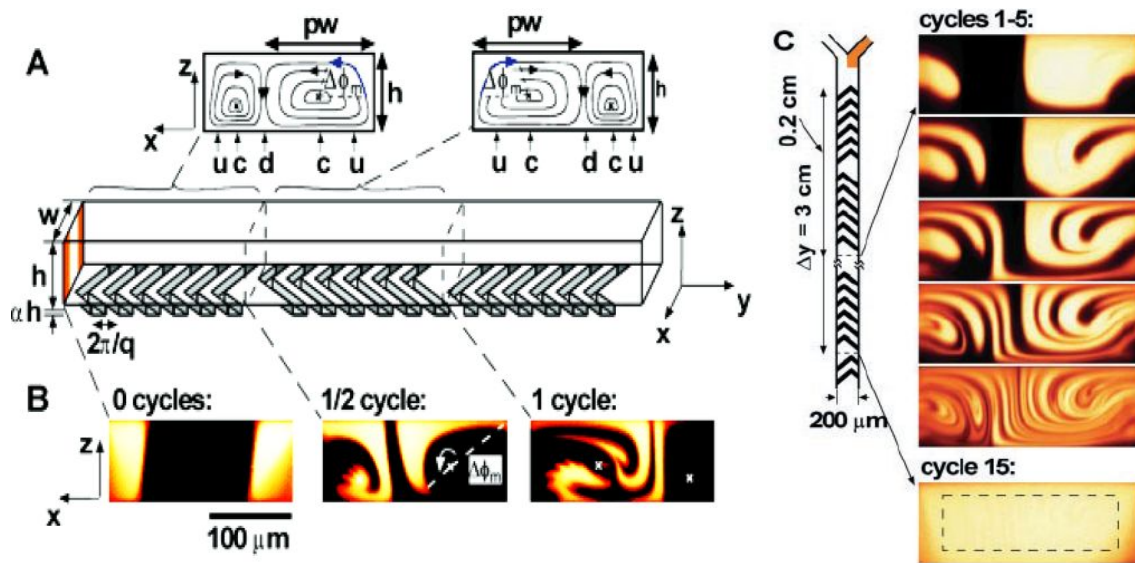 A
pw
z
x
Δϕm
h
u c d c u
pw
Δϕm
h
u c d c u
w
h
αh
2π/q
z
y
x
B
0 cycles:
1/2 cycle:
1 cycle:
z
x
Δϕm
100 μm
C
0.2 cm
Δy = 3 cm
200 μm
cycles 1-5:
cycle 15: